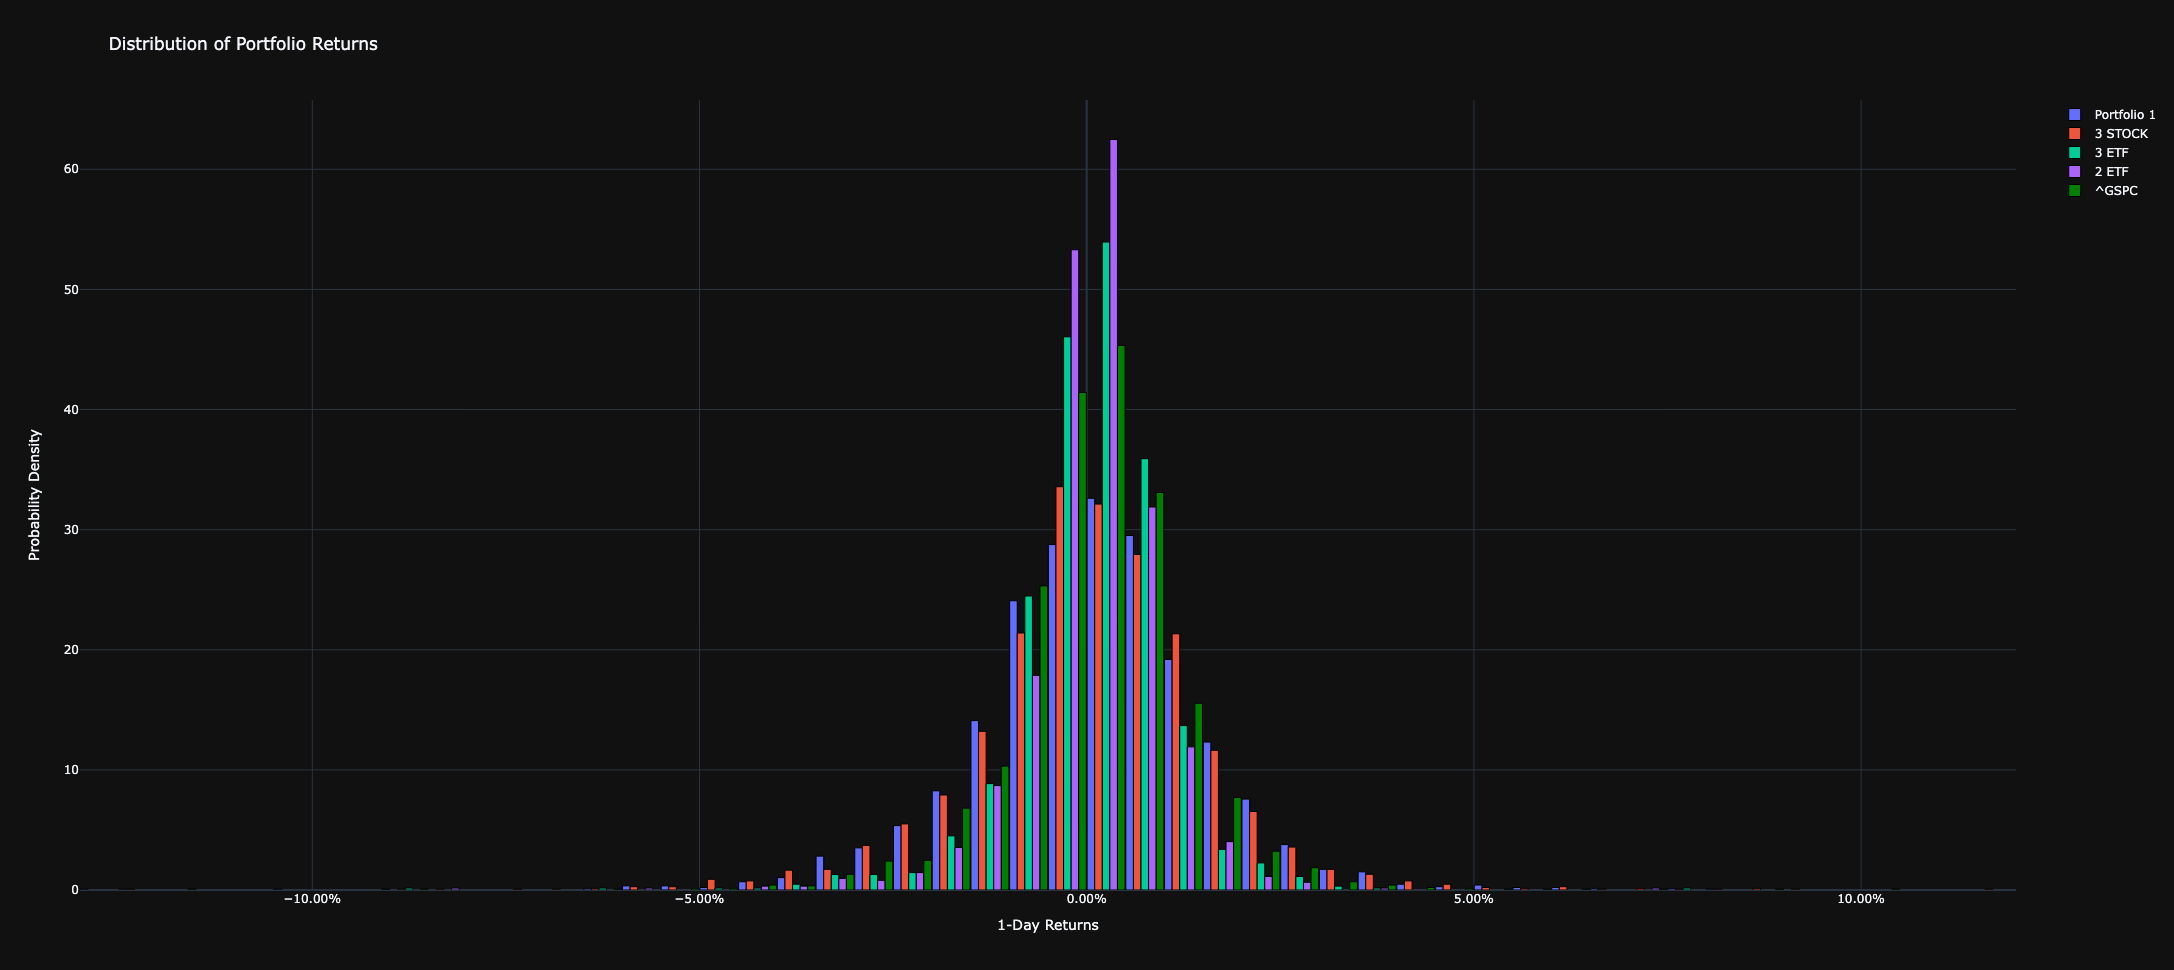 Distribution of Portfolio Returns
Portfolio 1
3 STOCK
3 ETF
2 ETF
^GSPC
60
50
40
30
20
10
0
Probability Density
−10.00%
−5.00%
0.00%
5.00%
10.00%
1-Day Returns